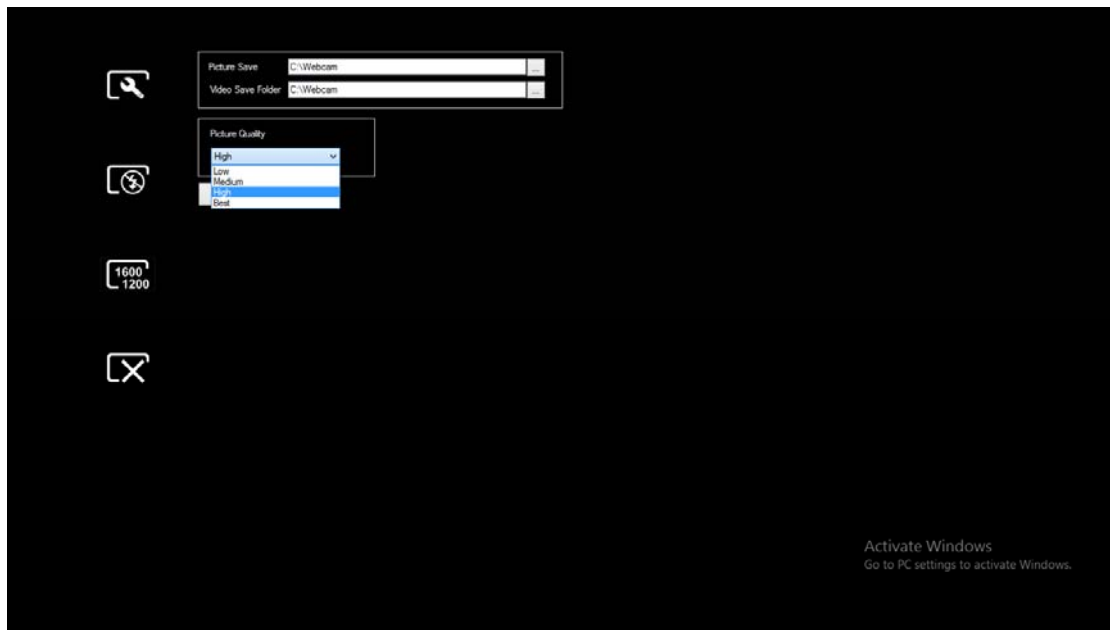 Picture Save C:\Webcam ...
Video Save Folder C:\Webcam ...
Picture Quality
High
Low
Medium
High
Best
1600
1200
Activate Windows
Go to PC settings to activate Windows.